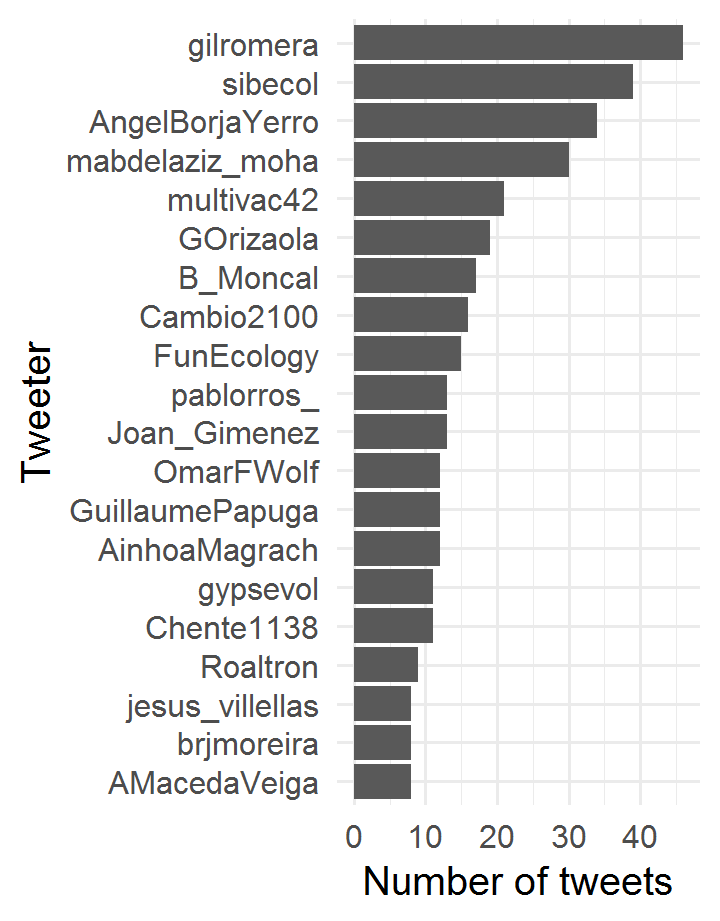 gilromera
sibecol
AngelBorjaYerro
mabdelaziz_moha
multivac42
GOrizaola
B_Moncal
Cambio2100
FunEcology
pablorros_
Joan_Gimenez
OmarFWolf
GuillaumePapuga
AinhoaMagrach
gypsevol
Chente1138
Roaltron
jesus_villellas
brjmoreira
AMacedaVeiga
Tweeter
0 10 20 30 40
Number of tweets